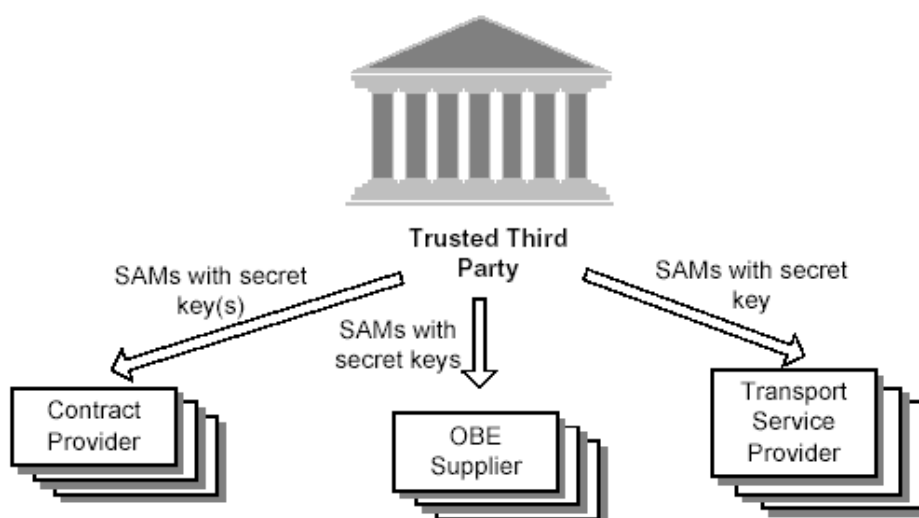 Trusted Third
Party
SAMs with secret
key(s)
SAMs with
secret keys
SAMs with secret
key
Contract
Provider
OBE
Supplier
Transport
Service
Provider